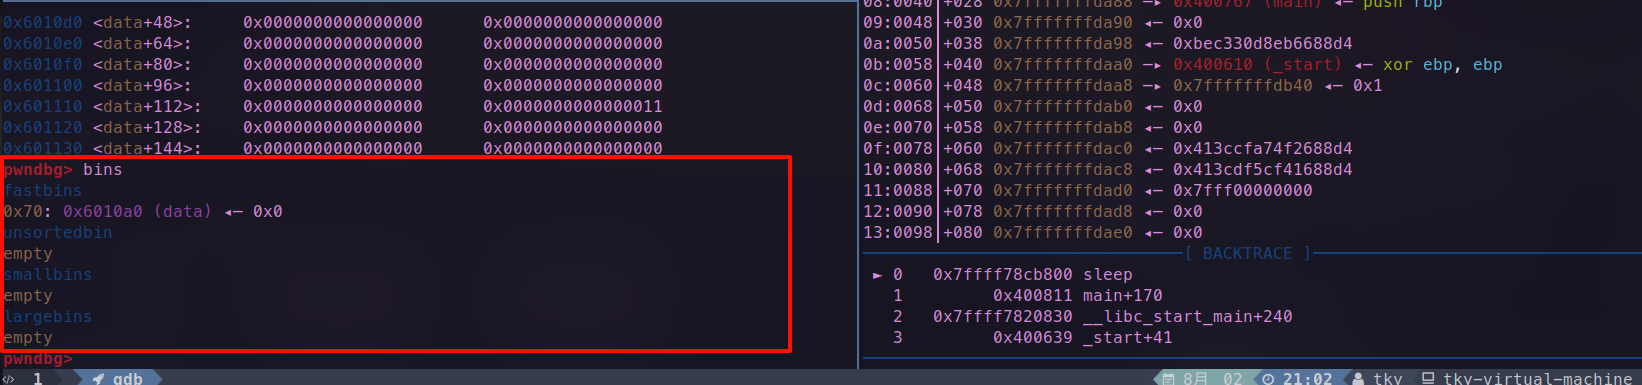 0x6010d0 <data+48>: 0x0000000000000000 0x0000000000000000
0x6010e0 <data+64>: 0x0000000000000000 0x0000000000000000
0x6010f0 <data+80>: 0x0000000000000000 0x0000000000000000
0x601100 <data+96>: 0x0000000000000000 0x0000000000000000
0x601110 <data+112>: 0x0000000000000000 0x0000000000000011
0x601120 <data+128>: 0x0000000000000000 0x0000000000000000
0x601130 <data+144>: 0x0000000000000000 0x0000000000000000
pwndbg> bins
fastbins
0x70: 0x6010a0 (data) ◂— 0x0
unsortedbin
empty
smallbins
empty
largebins
empty
pwndbg>
08:0040│+028 0x7fffffffda88 —▸ 0x400767 (main) ◂— push rbp
09:0048│+030 0x7fffffffda90 ◂— 0x0
0a:0050│+038 0x7fffffffda98 ◂— 0xbec330d8eb6688d4
0b:0058│+040 0x7fffffffdaa0 —▸ 0x400610 (_start) ◂— xor ebp, ebp
0c:0060│+048 0x7fffffffdaa8 —▸ 0x7fffffffdb40 ◂— 0x1
0d:0068│+050 0x7fffffffdab0 ◂— 0x0
0e:0070│+058 0x7fffffffdab8 ◂— 0x0
0f:0078│+060 0x7fffffffdac0 ◂— 0x413ccfa74f2688d4
10:0080│+068 0x7fffffffdac8 ◂— 0x413cdf5cf41688d4
11:0088│+070 0x7fffffffdad0 ◂— 0x7fff00000000
12:0090│+078 0x7fffffffdad8 ◂— 0x0
13:0098│+080 0x7fffffffdae0 ◂— 0x0
[ BACKTRACE ]
► 0 0x7ffff78cb800 sleep
1 0x400811 main+170
2 0x7ffff7820830 __libc_start_main+240
3 0x400639 _start+41
</> 1 gdb 8月 02 21:02 tky tky-virtual-machine